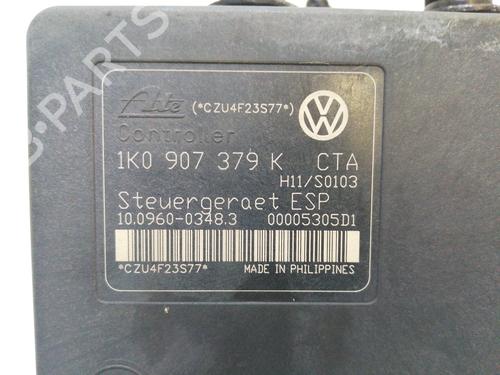 B-PARTS
Ate (*CZU4F23S77*)
Controller
1K0 907 379 K CTA
H11/S0103
Steuergeraet ESP
10.0960-0348.3 00005305D1
*CZU4F23S77* MADE IN PHILIPPINES